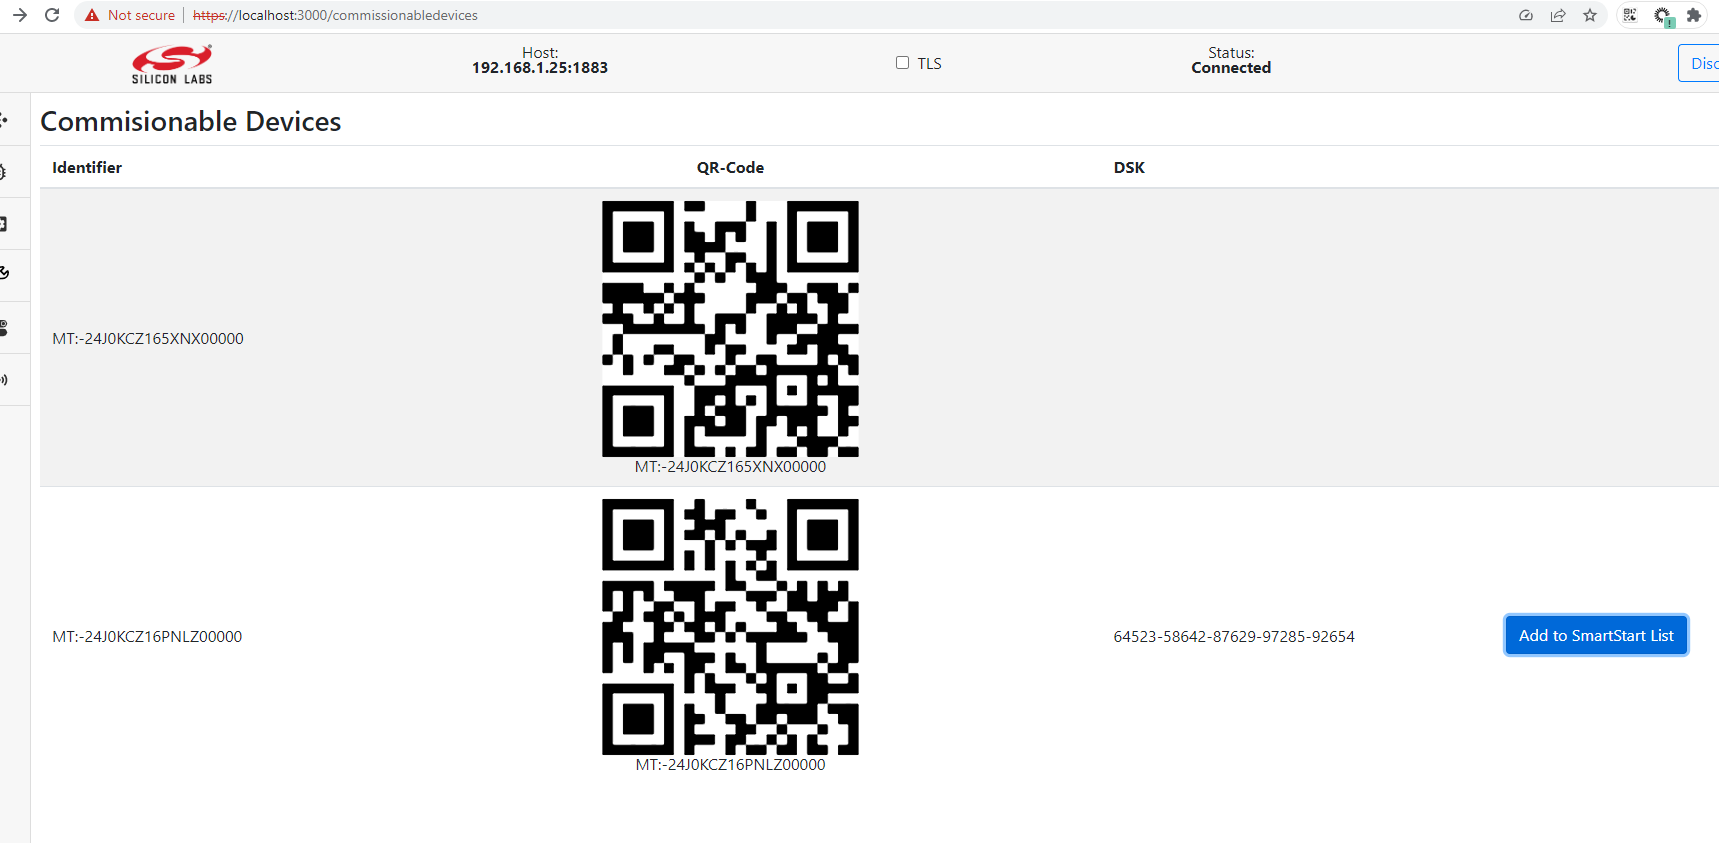 Not secure | https://localhost:3000/commissionabledevices
SILICON LABS
Host:
192.168.1.25:1883
TLS
Status:
Connected
Disc
Commisionable Devices
Identifier QR-Code DSK
MT:-24J0KCZ165XNX00000
MT:-24J0KCZ165XNX00000
MT:-24J0KCZ16PNLZ00000 64523-58642-87629-97285-92654 Add to SmartStart List
MT:-24J0KCZ16PNLZ00000